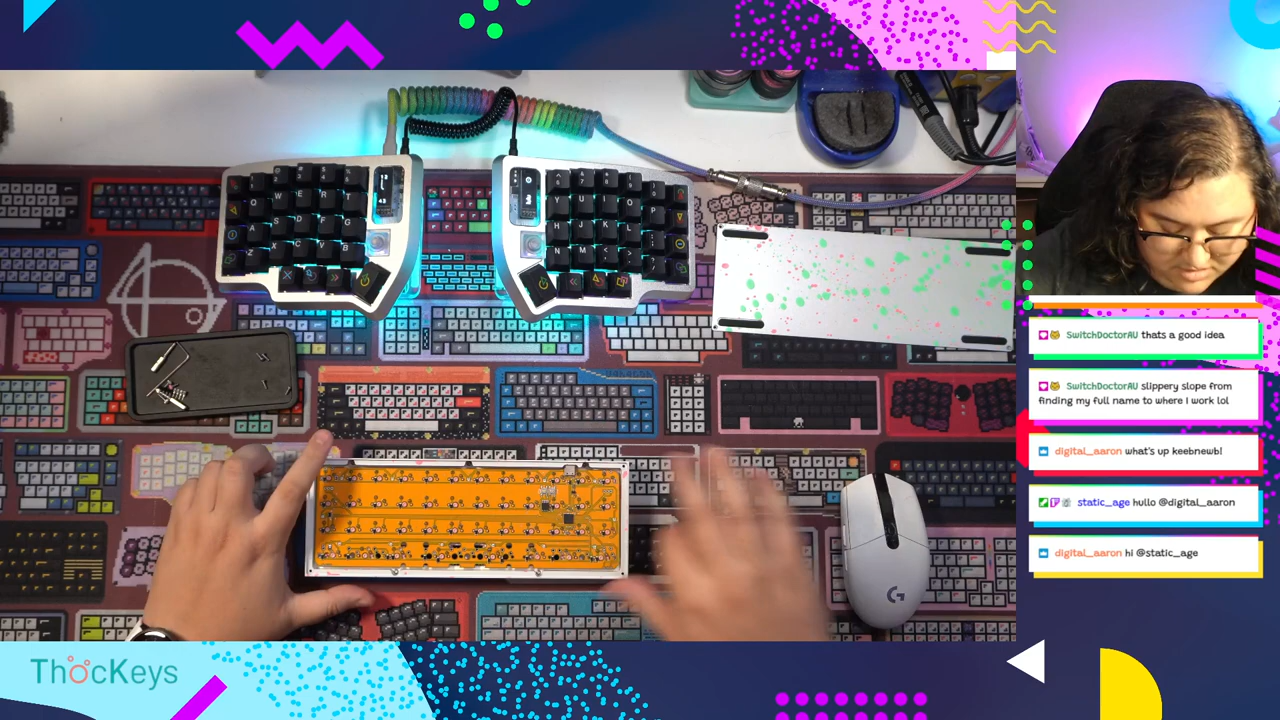 SwitchDoctorAU thats a good idea
SwitchDoctorAU slippery slope from
finding my full name to where I work lol
digital_aaron what's up keebnewb!
static_age hullo @digital_aaron
digital_aaron hi @static_age
ThocKeys
Q W E R
A S D F G
Z X C V B
Y U I O P
H J K L
N M
G